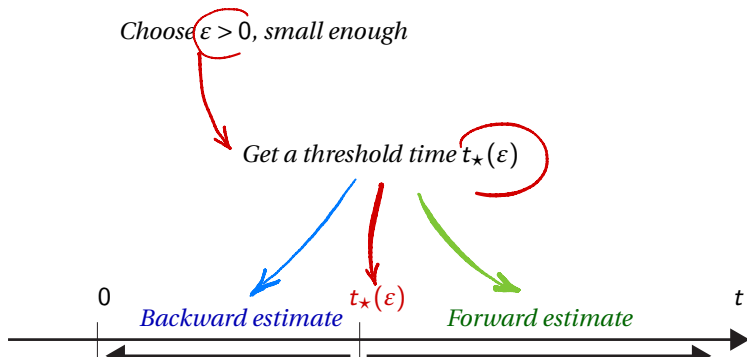 Choose ε > 0, small enough
Get a threshold time t⋆(ε)
0 t⋆(ε) t
Backward estimate Forward estimate